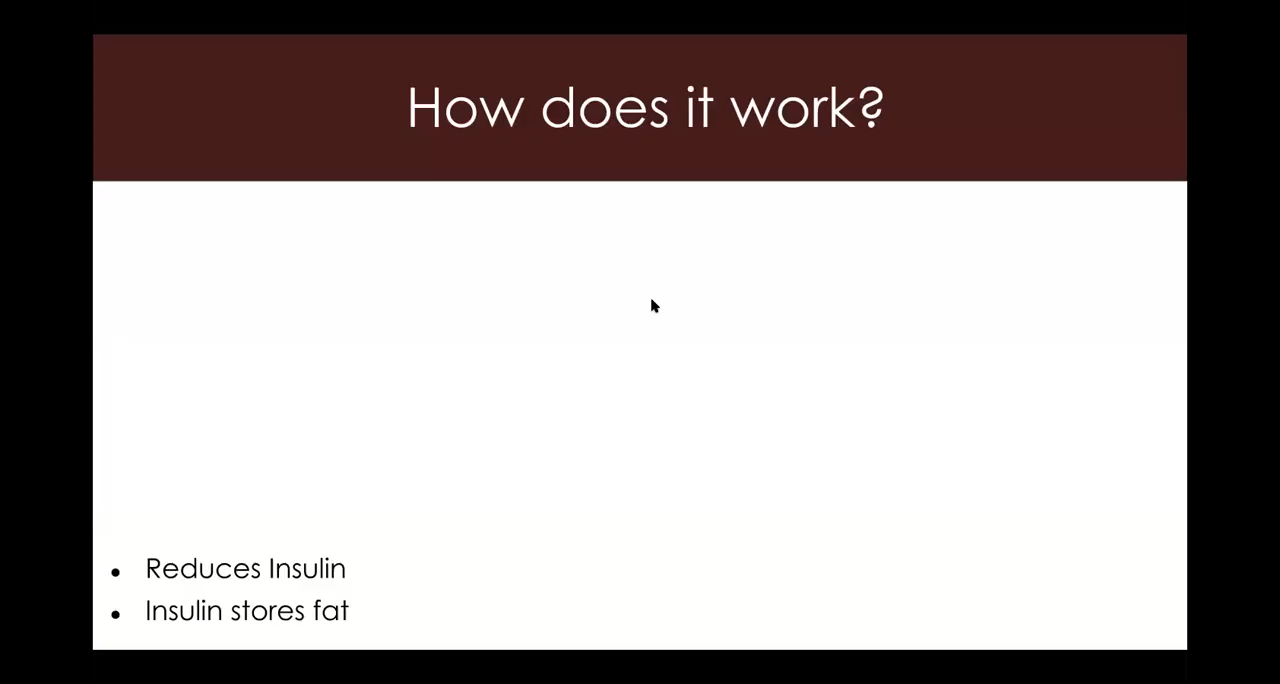 How does it work?
• Reduces Insulin
• Insulin stores fat